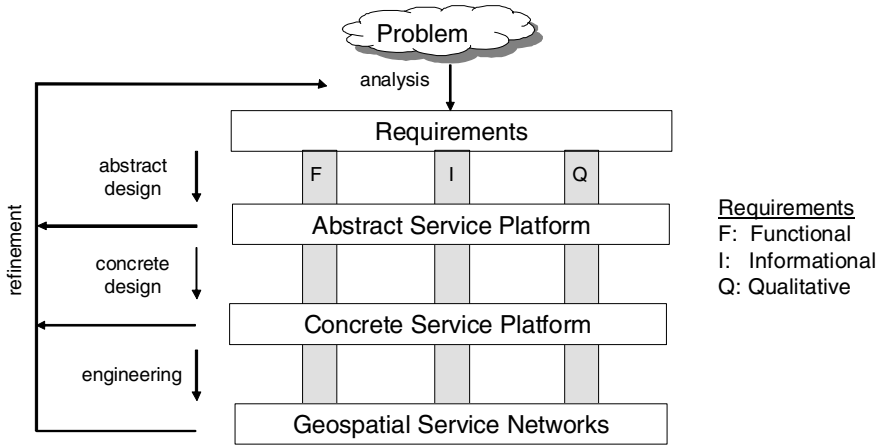 Problem
analysis
Requirements
F I Q
abstract
design
Abstract Service Platform
concrete
design
Concrete Service Platform
engineering
Geospatial Service Networks
refinement
Requirements
F: Functional
I: Informational
Q: Qualitative